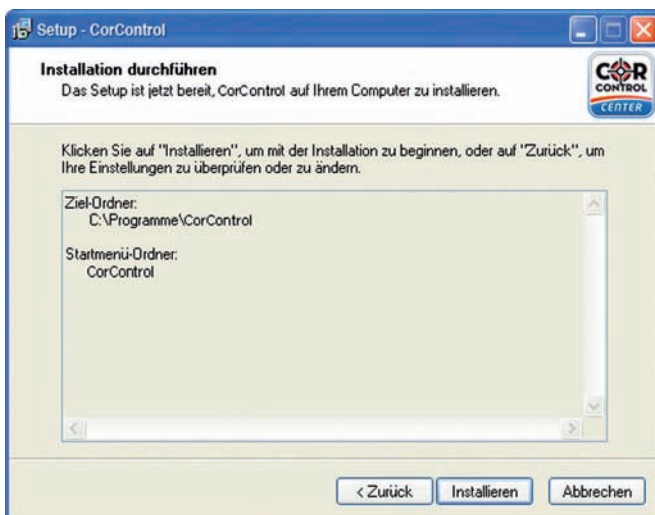 Setup - CorControl
Installation durchführen
Das Setup ist jetzt bereit, CorControl auf Ihrem Computer zu installieren.
COR
CONTROL
CENTER
Klicken Sie auf "Installieren", um mit der Installation zu beginnen, oder auf "Zurück", um
Ihre Einstellungen zu überprüfen oder zu ändern.
Ziel-Ordner:
C:\Programme\CorControl
Startmenü-Ordner:
CorControl
< Zurück
Installieren
Abbrechen